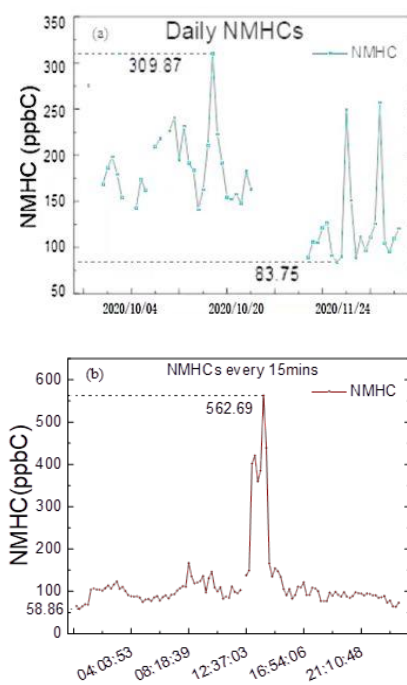 (a) Daily NMHCs
NMHC
309.87
83.75
NMHC (ppbC)
350
300
250
200
150
100
50
2020/10/04 2020/10/20 2020/11/24
(b) NMHCs every 15mins
NMHC
562.69
NMHC(ppbC)
600
500
400
300
200
100
58.86
0
04:03:53 08:18:39 12:37:03 16:54:06 21:10:48